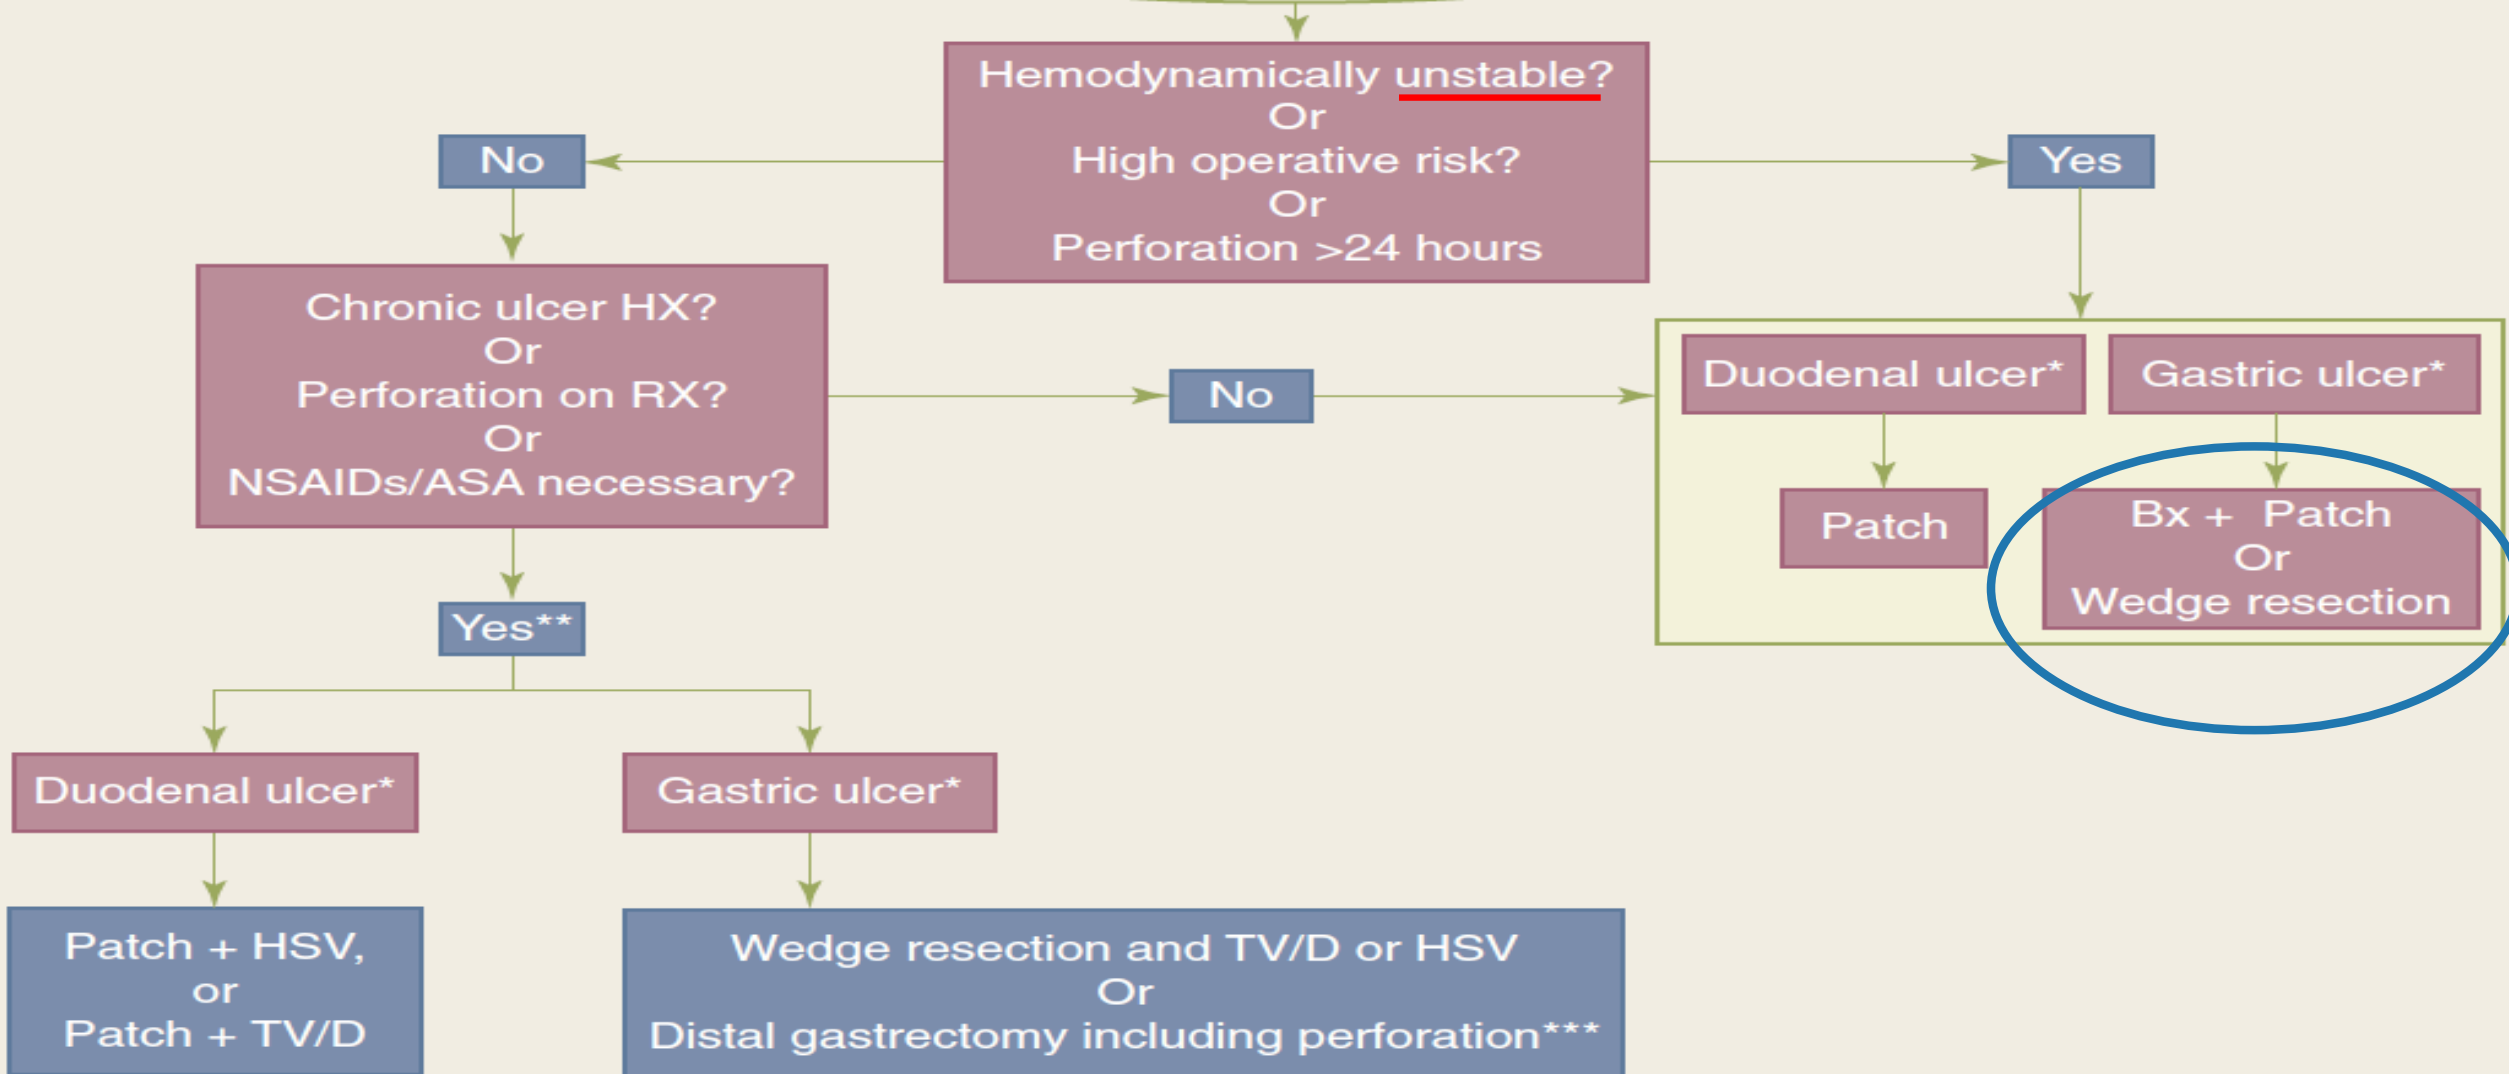 Hemodynamically unstable?
Or
High operative risk?
Or
Perforation >24 hours
No
Yes
Chronic ulcer HX?
Or
Perforation on RX?
Or
NSAIDs/ASA necessary?
No
Duodenal ulcer*
Gastric ulcer*
Patch
Bx + Patch
Or
Wedge resection
Yes**
Duodenal ulcer*
Gastric ulcer*
Patch + HSV,
or
Patch + TV/D
Wedge resection and TV/D or HSV
Or
Distal gastrectomy including perforation***